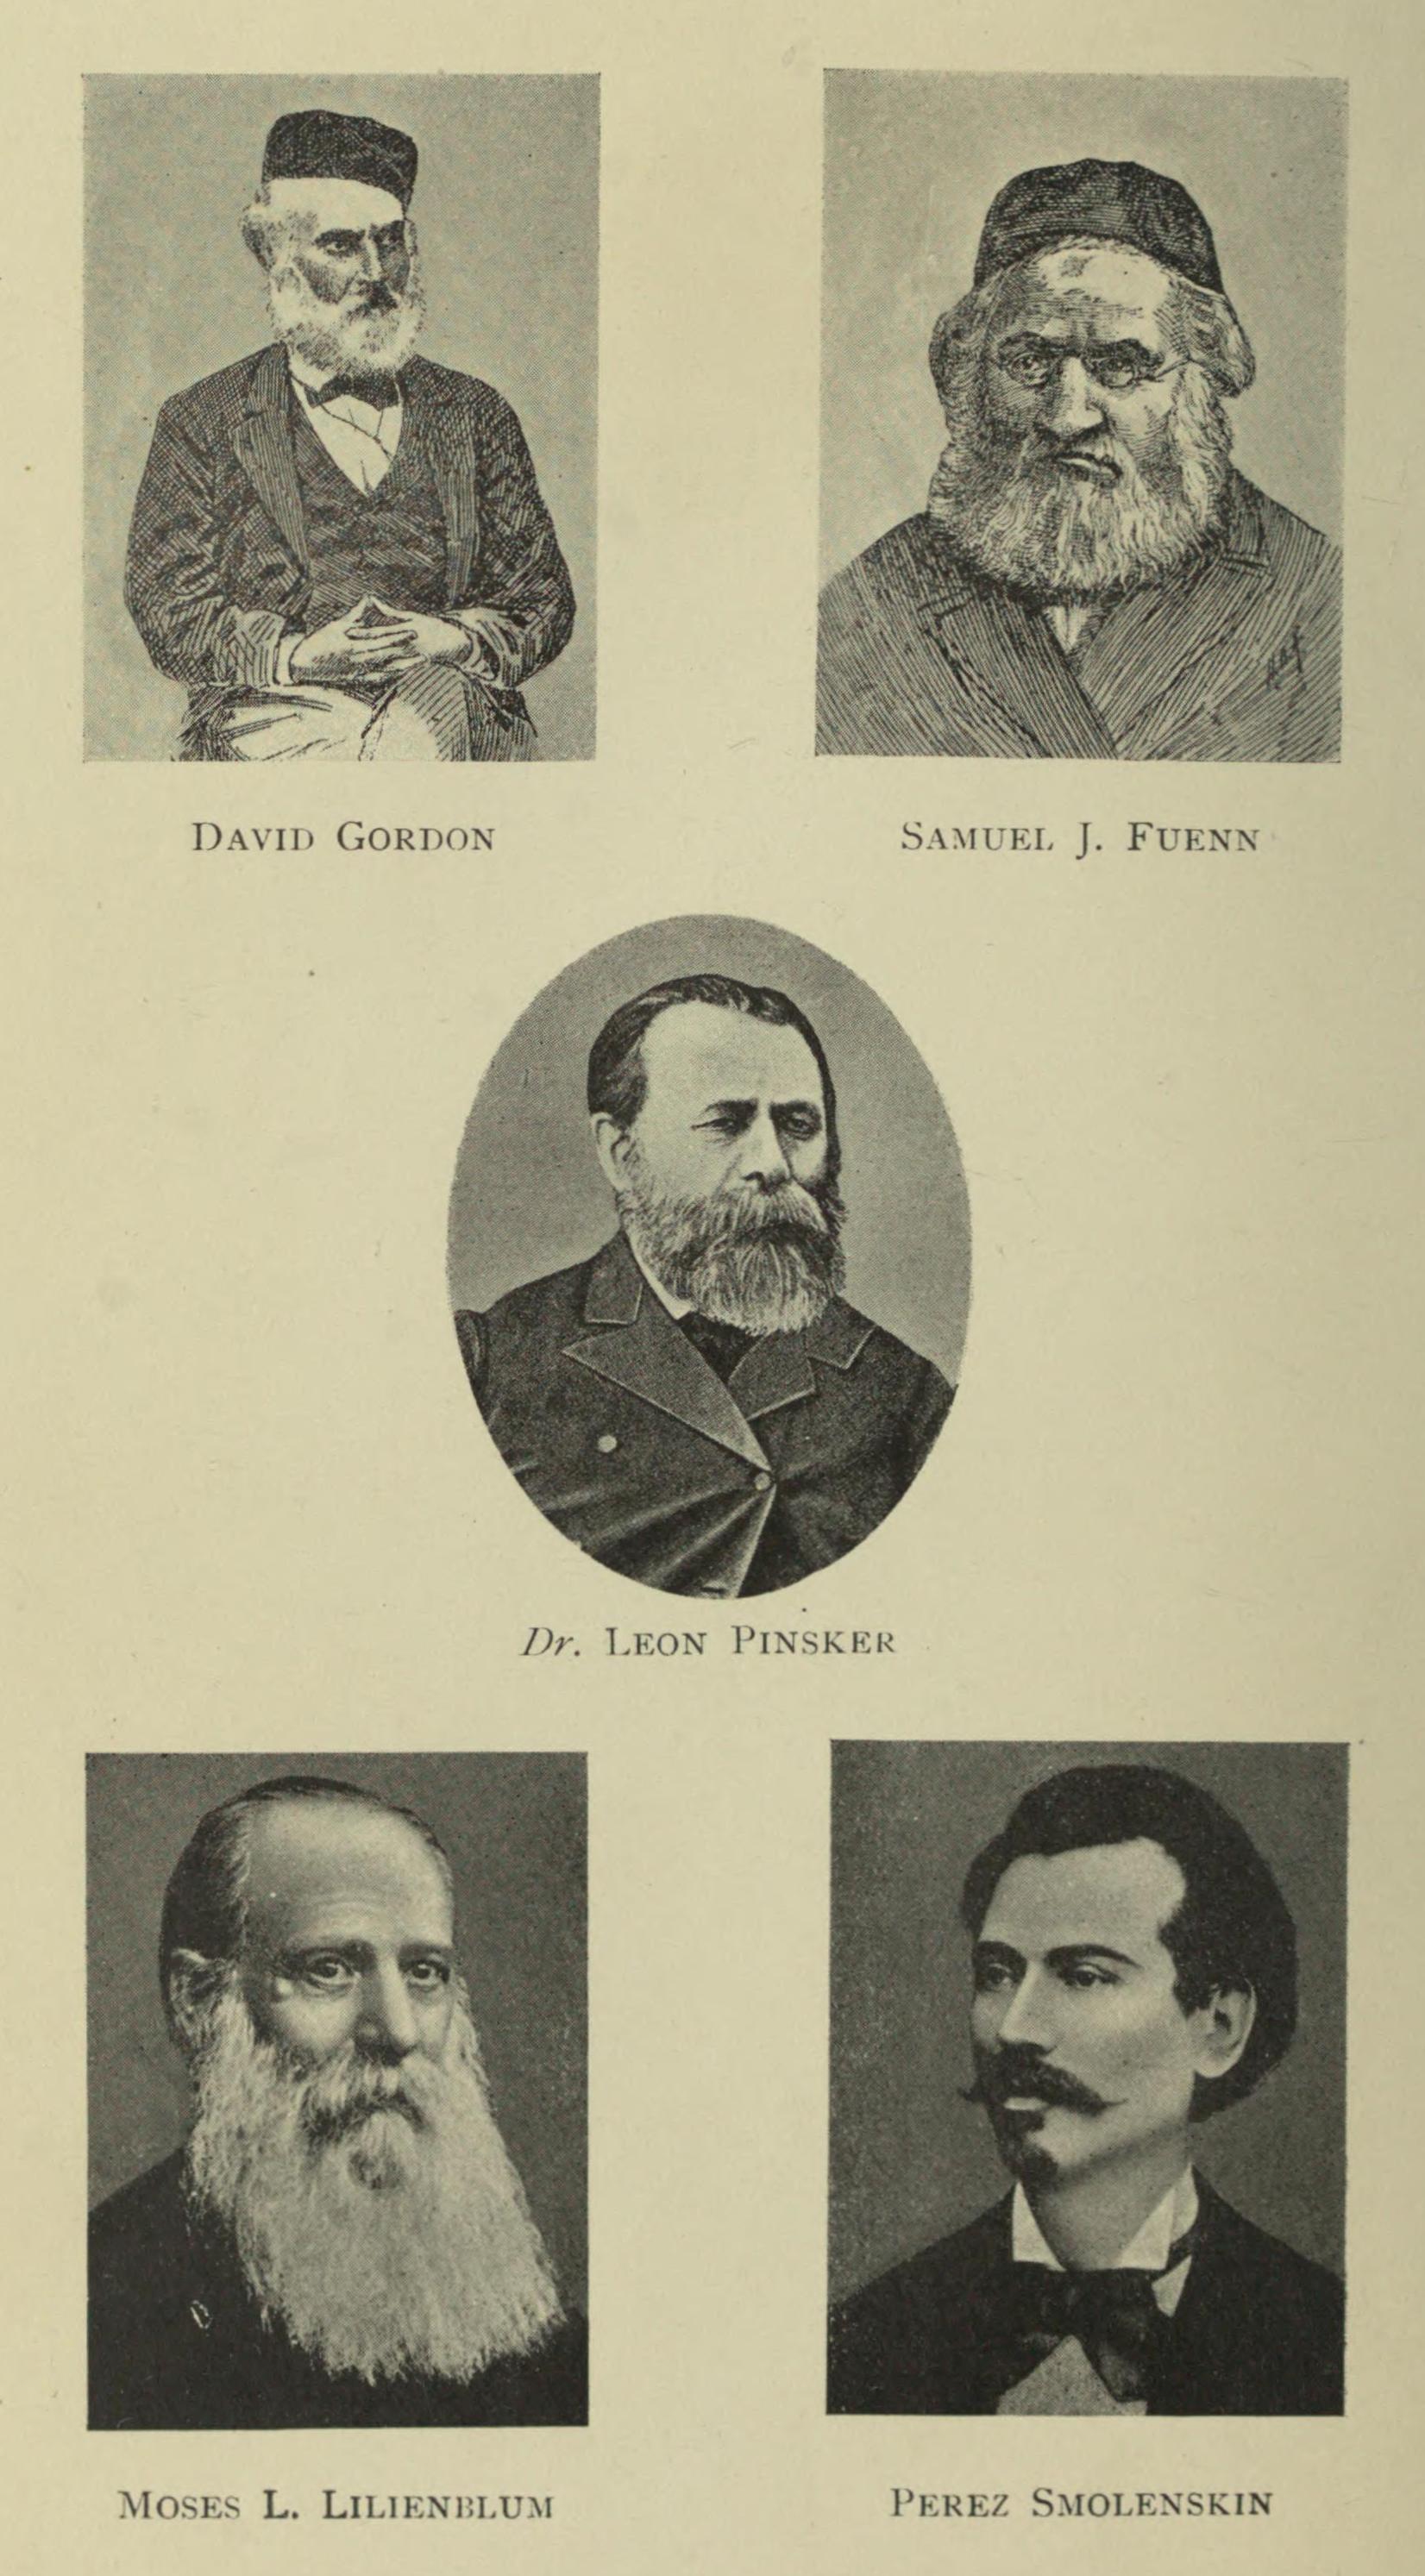 DAVID GORDON
SAMUEL J. FUENN
Dr. LEON PINSKER
MOSES L. LILIENBLUM
PEREZ SMOLENSKIN